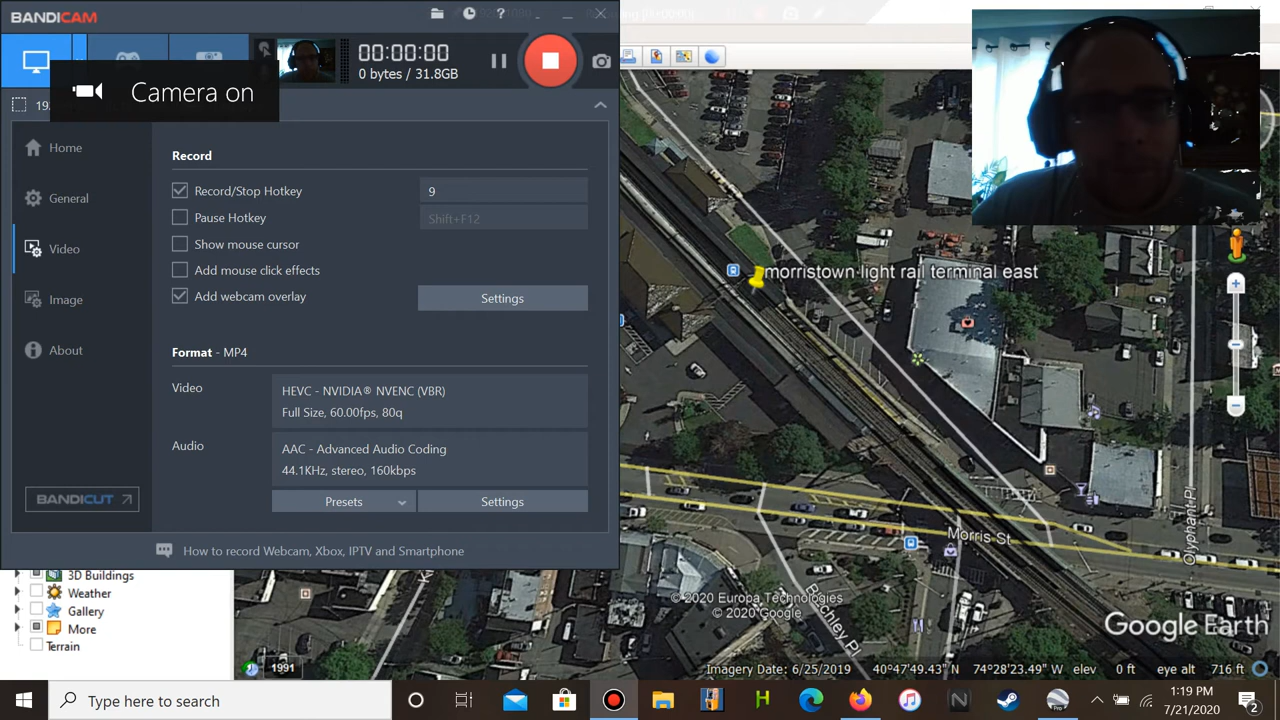 BANDICAM
?
00:00:00
0 bytes / 31.8GB
Camera on
19
Home
General
Video
Image
About
BANDICUT
Record
Record/Stop Hotkey
9
Pause Hotkey
Shift+F12
Show mouse cursor
Add mouse click effects
Add webcam overlay
Settings
Format - MP4
Video
HEVC - NVIDIA® NVENC (VBR)
Full Size, 60.00fps, 80q
Audio
AAC - Advanced Audio Coding
44.1KHz, stereo, 160kbps
Presets
Settings
How to record Webcam, Xbox, IPTV and Smartphone
morristown light rail terminal east
Morris St
Olyphant Pl
© 2020 Europa Technologies
© 2020 Google
Google Earth
3D Buildings
Weather
Gallery
More
Terrain
1991
Imagery Date: 6/25/2019 40°47'49.43" N 74°28'23.49" W elev 0 ft eye alt 716 ft
Type here to search
Pro
1:19 PM
7/21/2020
2